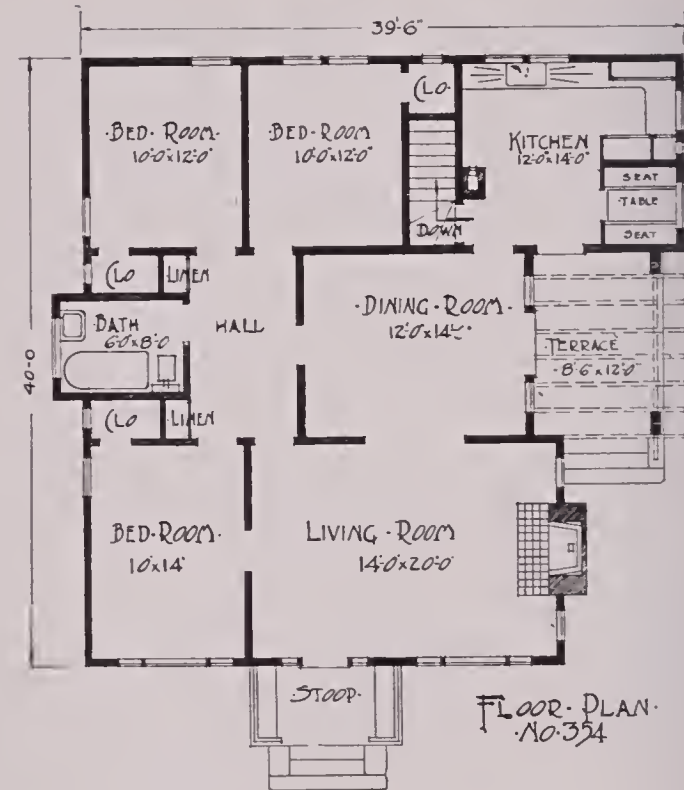 39'-6"
CLO.
·BED·ROOM·
10'-0"x12'-0"
·BED·ROOM·
10'-0"x12'-0"
KITCHEN
12'-0"x14'-0"
SEAT
TABLE
SEAT
DOWN
CLO
LINEN
·DINING·ROOM·
12'-0"x14'-0"
BATH
6'-0"x8'-0
HALL
TERRACE
8'-6"x12'-0"
40-0
CLO
LINEN
BED·ROOM·
10'x14'
LIVING·ROOM
14'-0"x20'-0"
·STOOP·
FLOOR·PLAN·
·NO·354